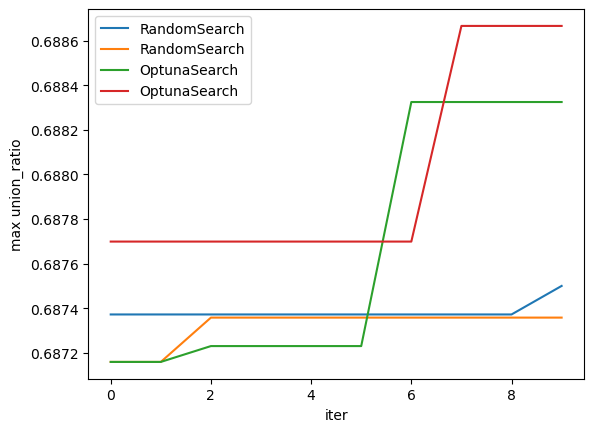 RandomSearch
RandomSearch
OptunaSearch
OptunaSearch
0.6886
0.6884
0.6882
0.6880
0.6878
0.6876
0.6874
0.6872
max union_ratio
0 2 4 6 8
iter